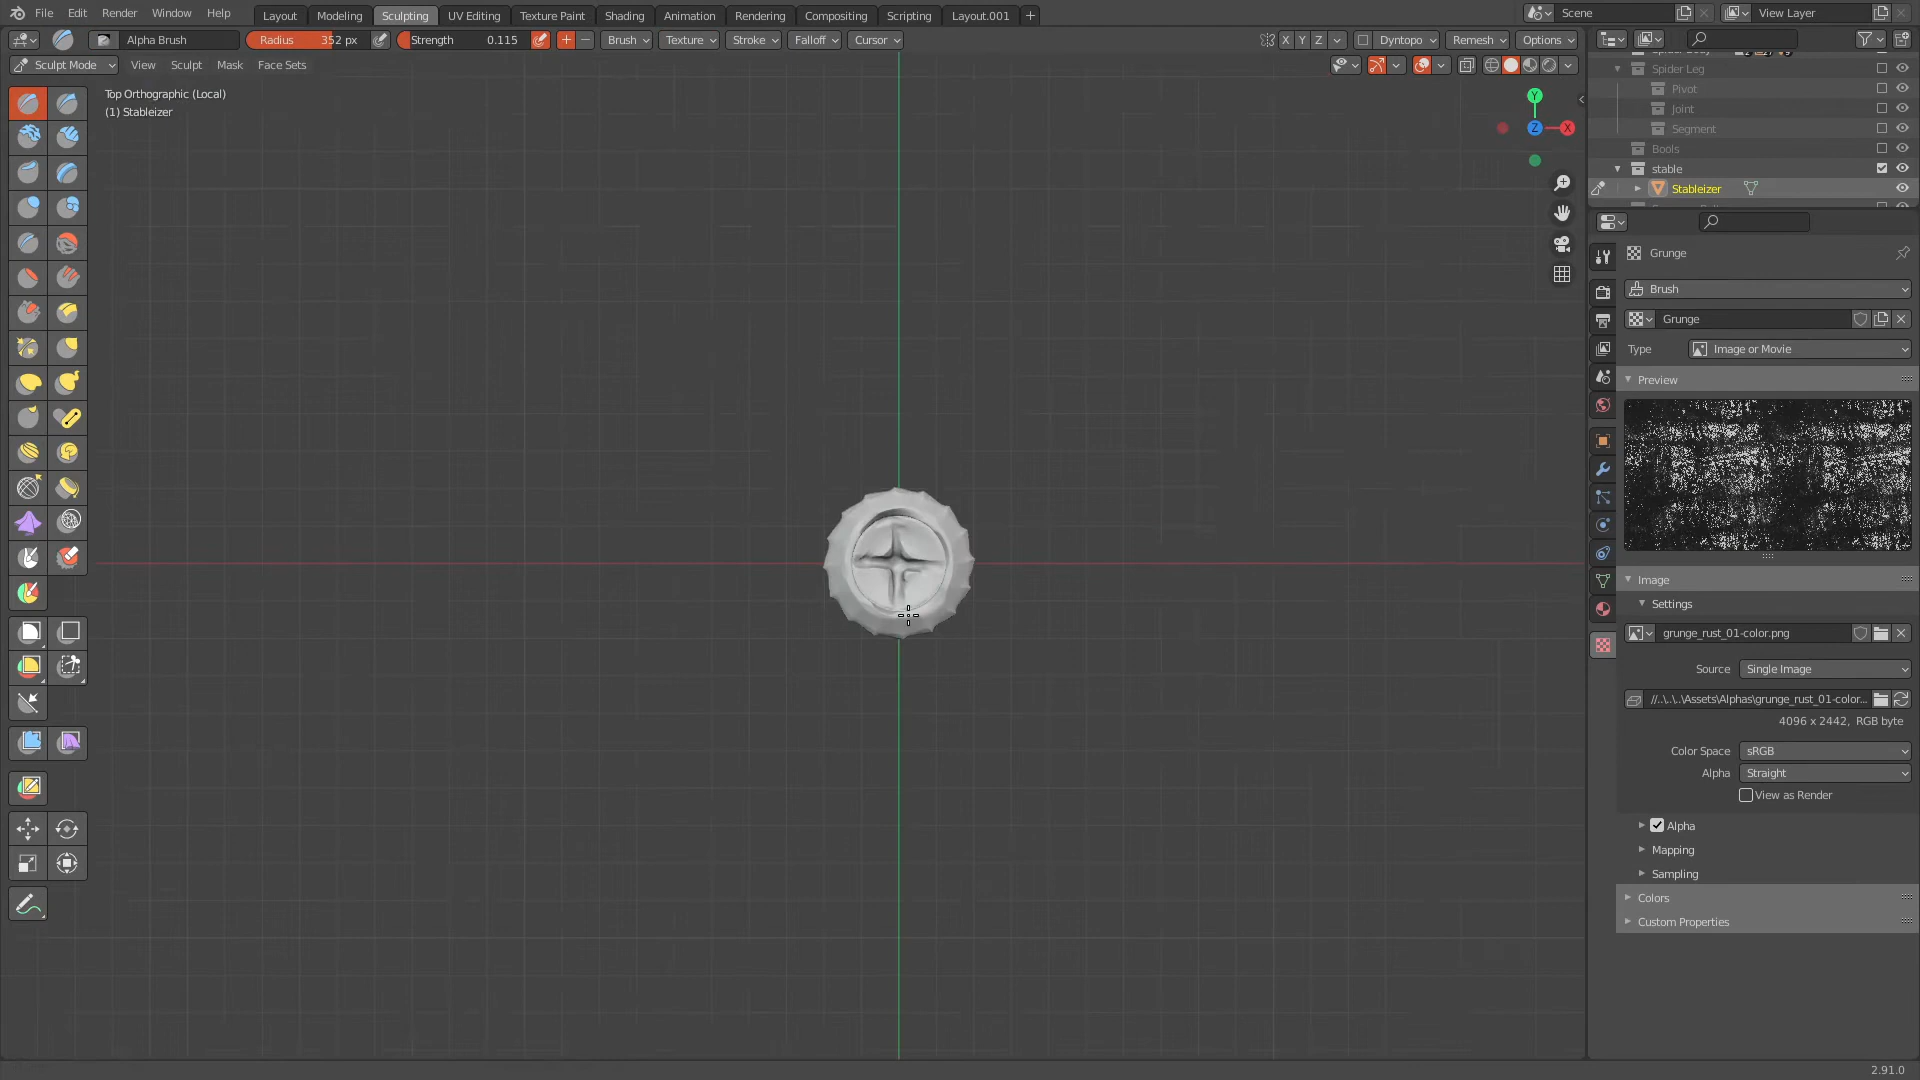 File Edit Render Window Help Layout Modeling Sculpting UV Editing Texture Paint Shading Animation Rendering Compositing Scripting Layout.001 Scene View Layer
Alpha Brush Radius 352 px Strength 0.115 Brush Texture Stroke Falloff Cursor X Y Z Dyntopo Remesh Options
Sculpt Mode View Sculpt Mask Face Sets
Top Orthographic (Local)
(1) Stableizer
Y
Z
X
Spider Leg
Pivot
Joint
Segment
Bools
stable
Stableizer
Grunge
Brush
Grunge
Type Image or Movie
Preview
Image
Settings
grunge_rust_01-color.png
Source Single Image
//..\..\..\Assets\Alphas\grunge_rust_01-color...
4096 x 2442, RGB byte
Color Space sRGB
Alpha Straight
View as Render
Alpha
Mapping
Sampling
Colors
Custom Properties
2.91.0